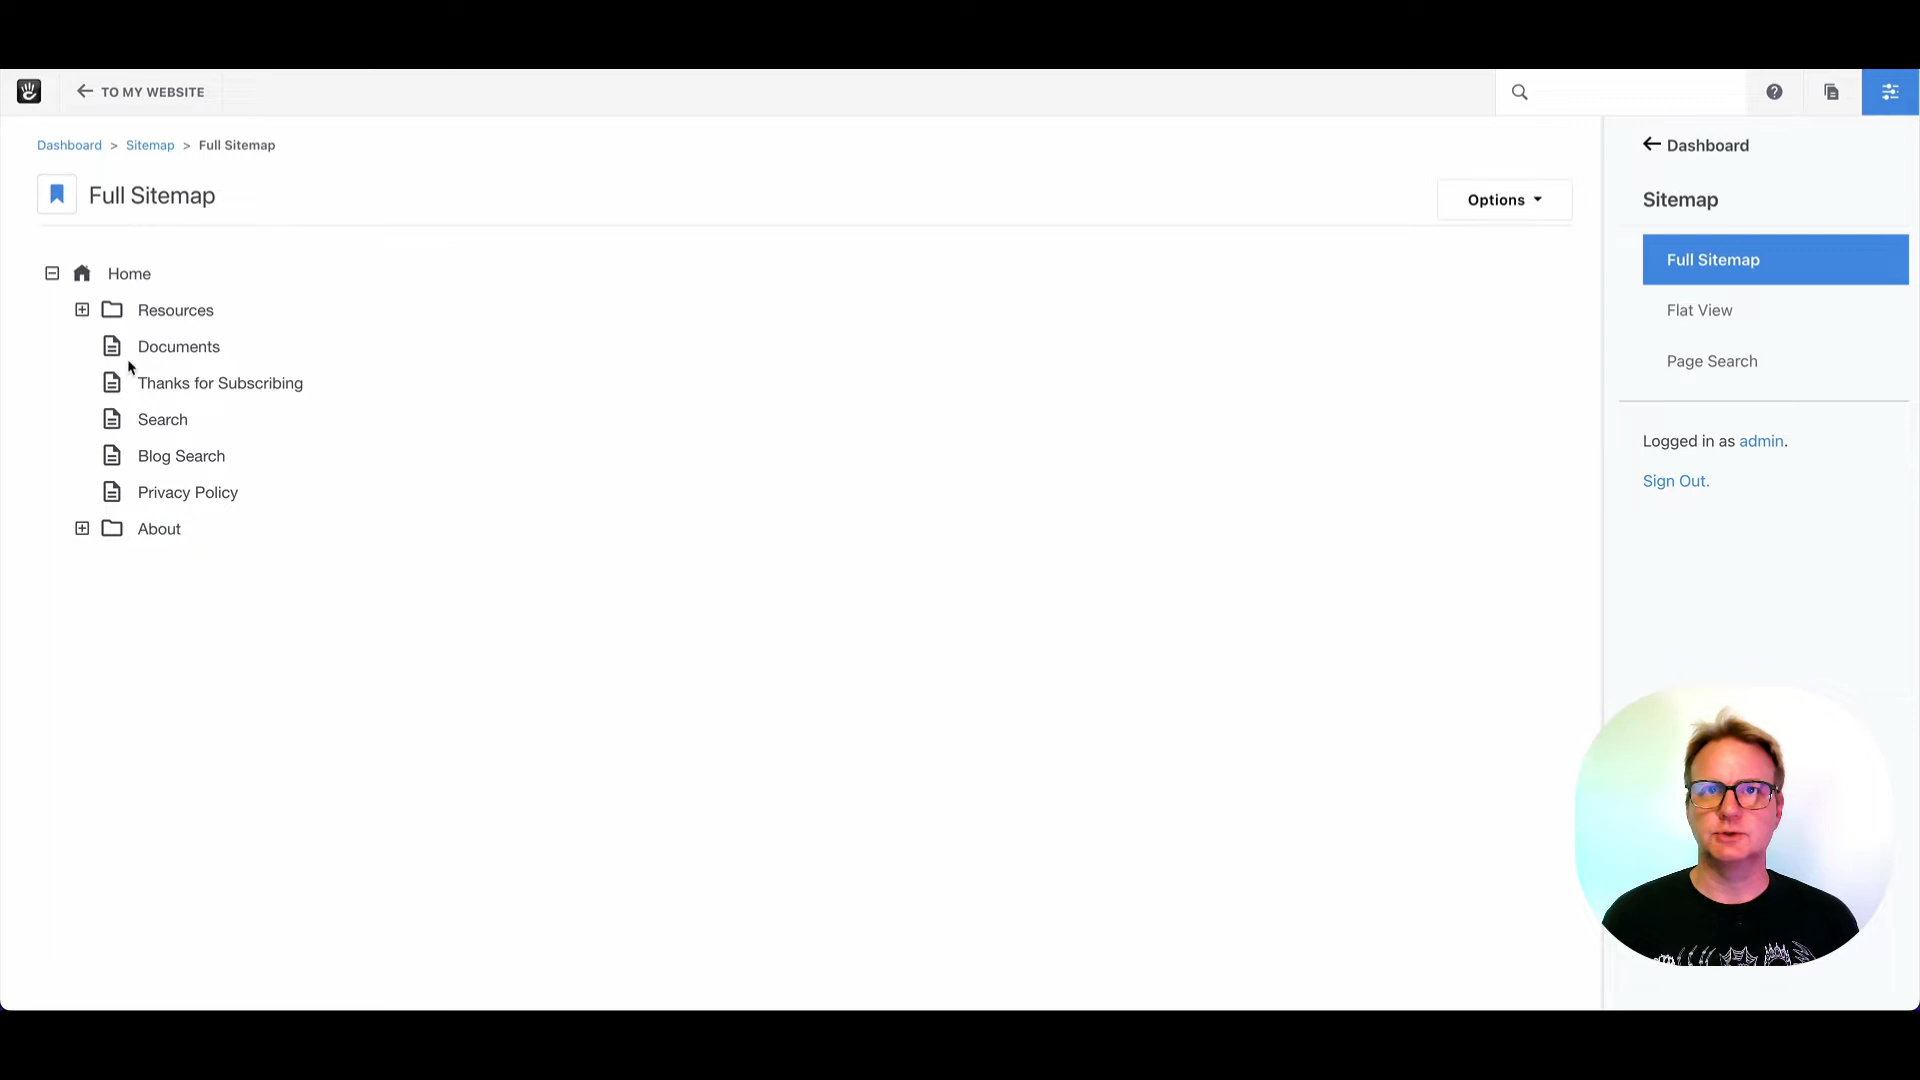 TO MY WEBSITE
Dashboard > Sitemap > Full Sitemap
Full Sitemap
Options
Home
Resources
Documents
Thanks for Subscribing
Search
Blog Search
Privacy Policy
About
Dashboard
Sitemap
Full Sitemap
Flat View
Page Search
Logged in as admin.
Sign Out.